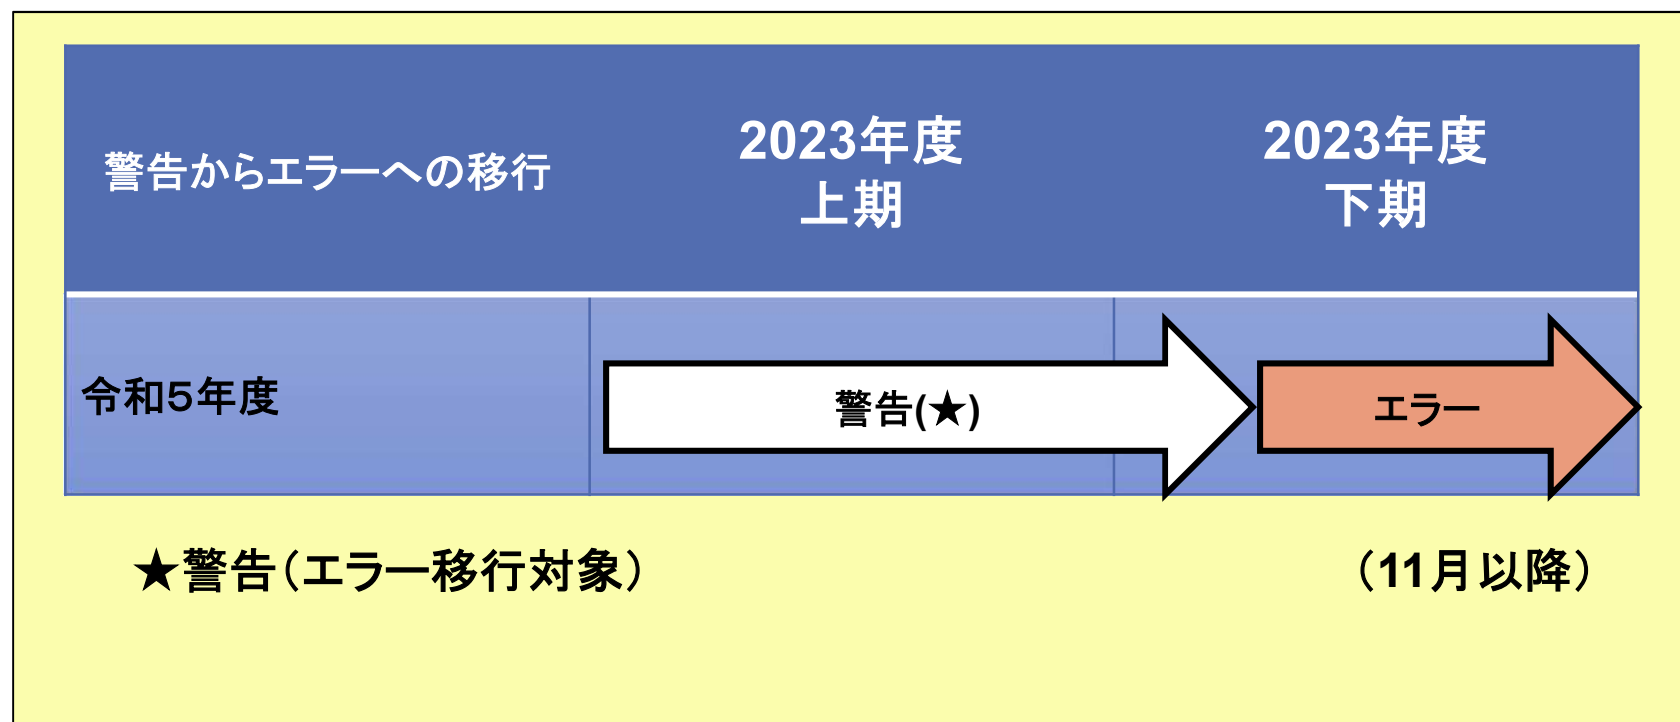 警告からエラーへの移行
2023年度
上期
2023年度
下期
令和５年度
警告(★)
エラー
★警告（エラー移行対象）
（11月以降）